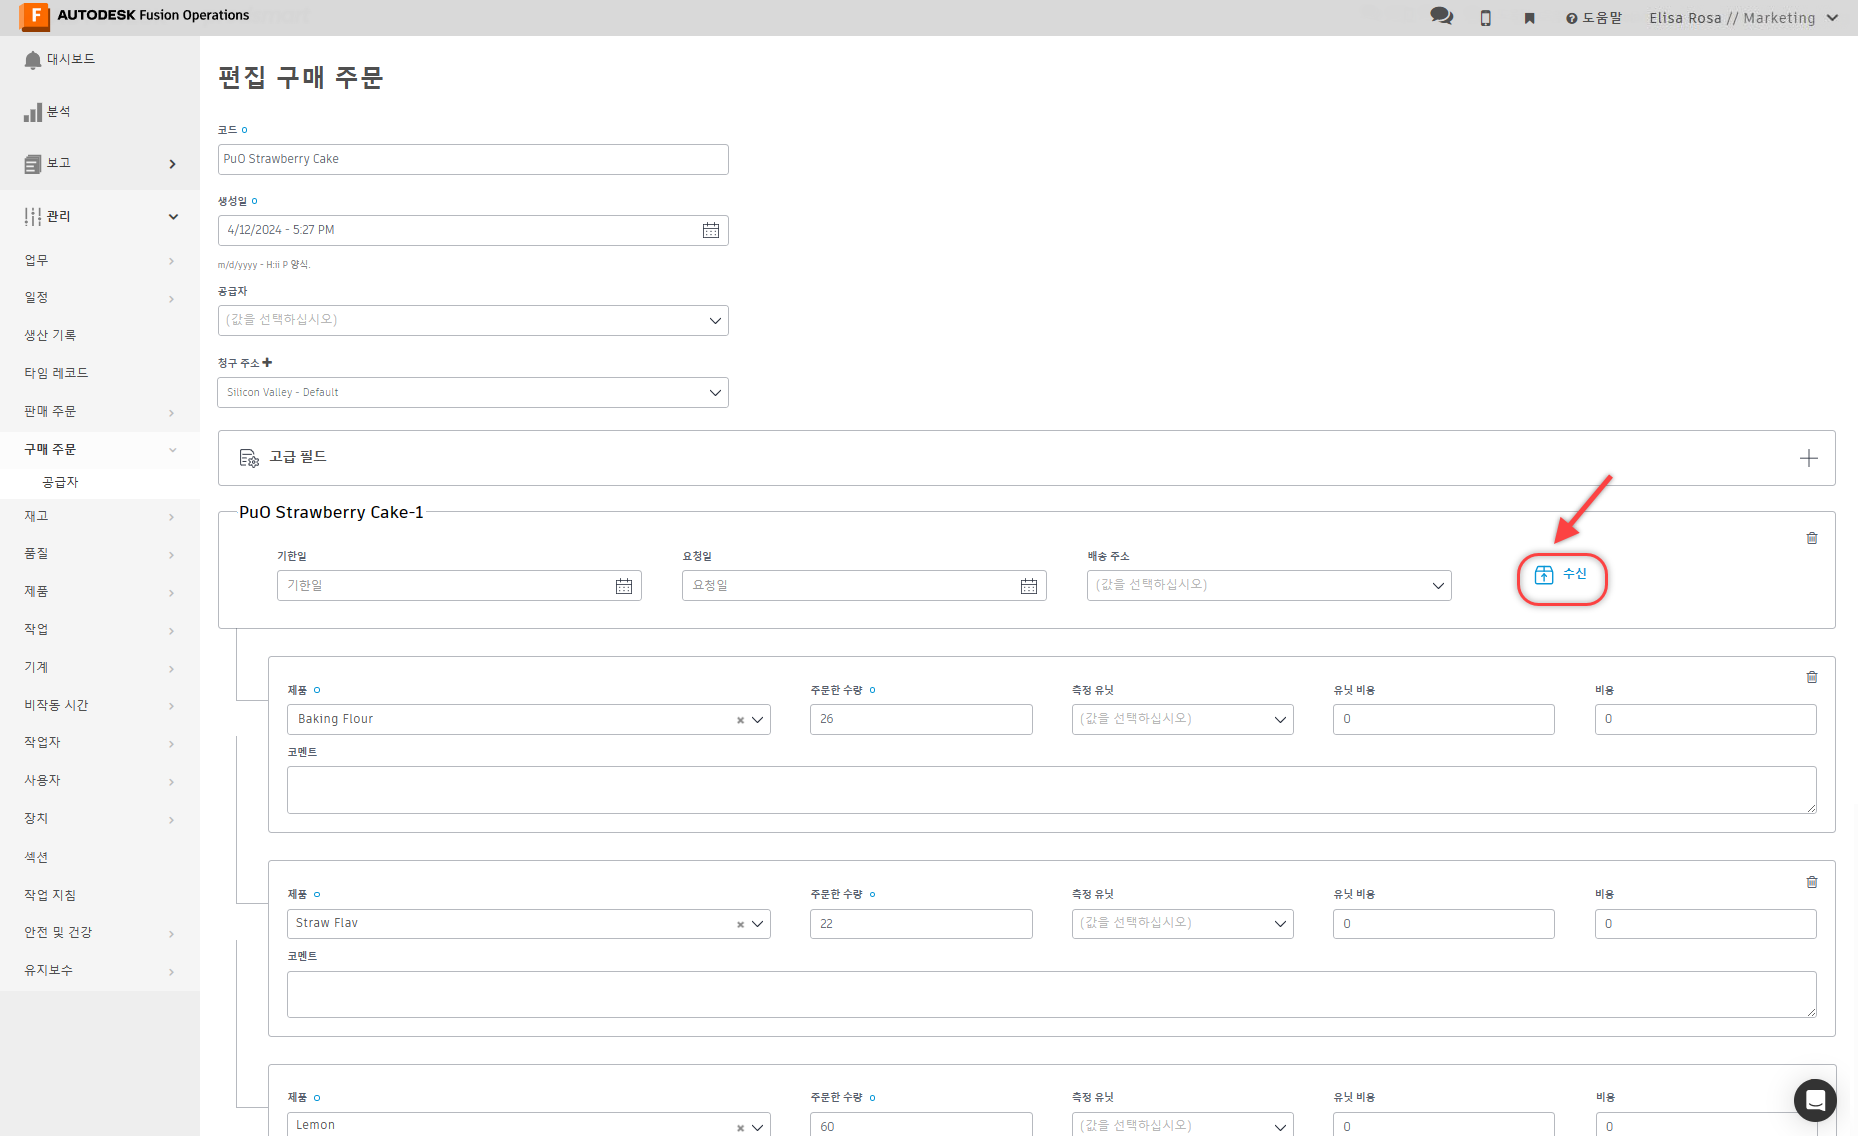 AUTODESK Fusion Operations
도움말
Elisa Rosa // Marketing
대시보드
분석
보고
관리
업무
일정
생산 기록
타임 레코드
판매 주문
구매 주문
공급자
재고
품질
제품
작업
기계
비작동 시간
작업자
사용자
장치
섹션
작업 지침
안전 및 건강
유지보수
편집 구매 주문
코드
PuO Strawberry Cake
생성일
4/12/2024 - 5:27 PM
m/d/yyyy - H:ii P 양식.
공급자
(값을 선택하십시오)
청구 주소
Silicon Valley - Default
고급 필드
PuO Strawberry Cake-1
기한일 요청일 배송 주소
기한일 요청일 (값을 선택하십시오) 수신
제품 주문한 수량 측정 유닛 유닛 비용 비용
Baking Flour 26 (값을 선택하십시오) 0 0
코멘트
제품 주문한 수량 측정 유닛 유닛 비용 비용
Straw Flav 22 (값을 선택하십시오) 0 0
코멘트
제품 주문한 수량 측정 유닛 유닛 비용 비용
Lemon 60 (값을 선택하십시오) 0 0